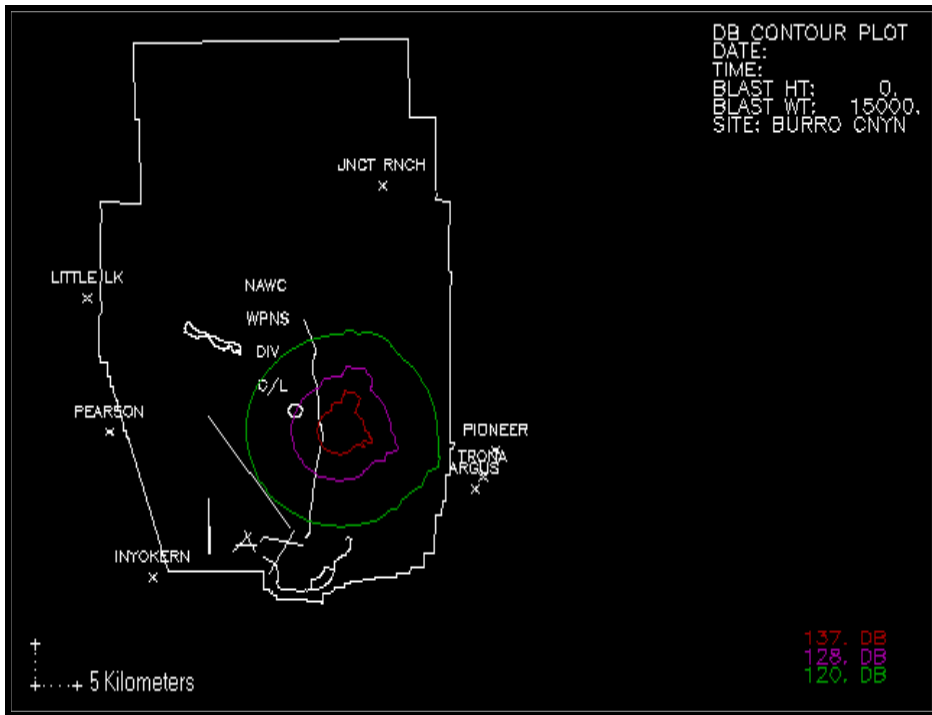 DB CONTOUR PLOT
DATE:
TIME:
BLAST HT: 0.
BLAST WT: 15000.
SITE: BURRO CNYN
JNCT RNCH
LITTLE LK
NAWC
WPNS
DIV
C/L
PEARSON
PIONEER
TRONA
ARGUS
INYOKERN
137. DB
128. DB
120. DB
5 Kilometers